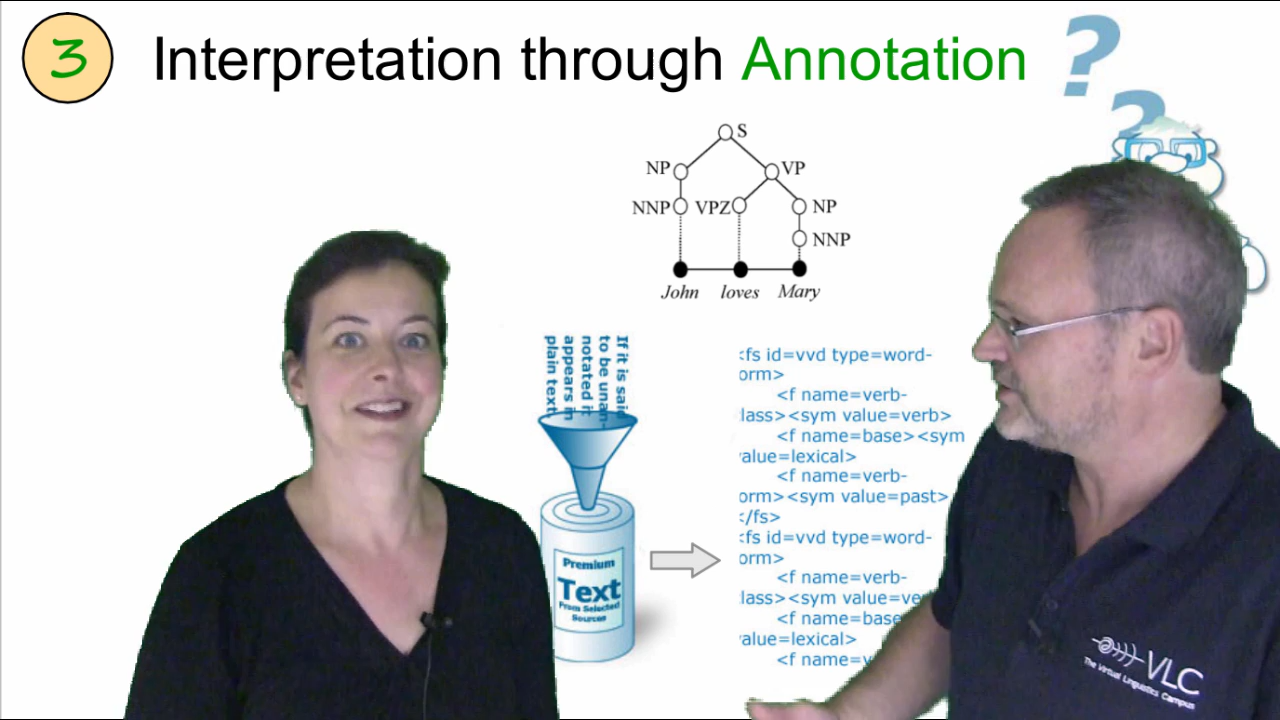 3
Interpretation through Annotation
?
?
S
NP
VP
NNP
VPZ
NP
NNP
John loves Mary
If it is said
to be unan-
notated it
appears in
plain text
Premium
Text
From Selected
Sources
:fs id=vvd type=word-
orm>
<f name=verb-
lass><sym value=verb>
<f name=base><sym
alue=lexical>
<f name=verb-
orm><sym value=past>
</fs>
:fs id=vvd type=word-
orm>
<f name=verb-
lass><sym value=ve
<f name=base
alue=lexical>
<f name=v
VLC
The Virtual Linguistics Campus